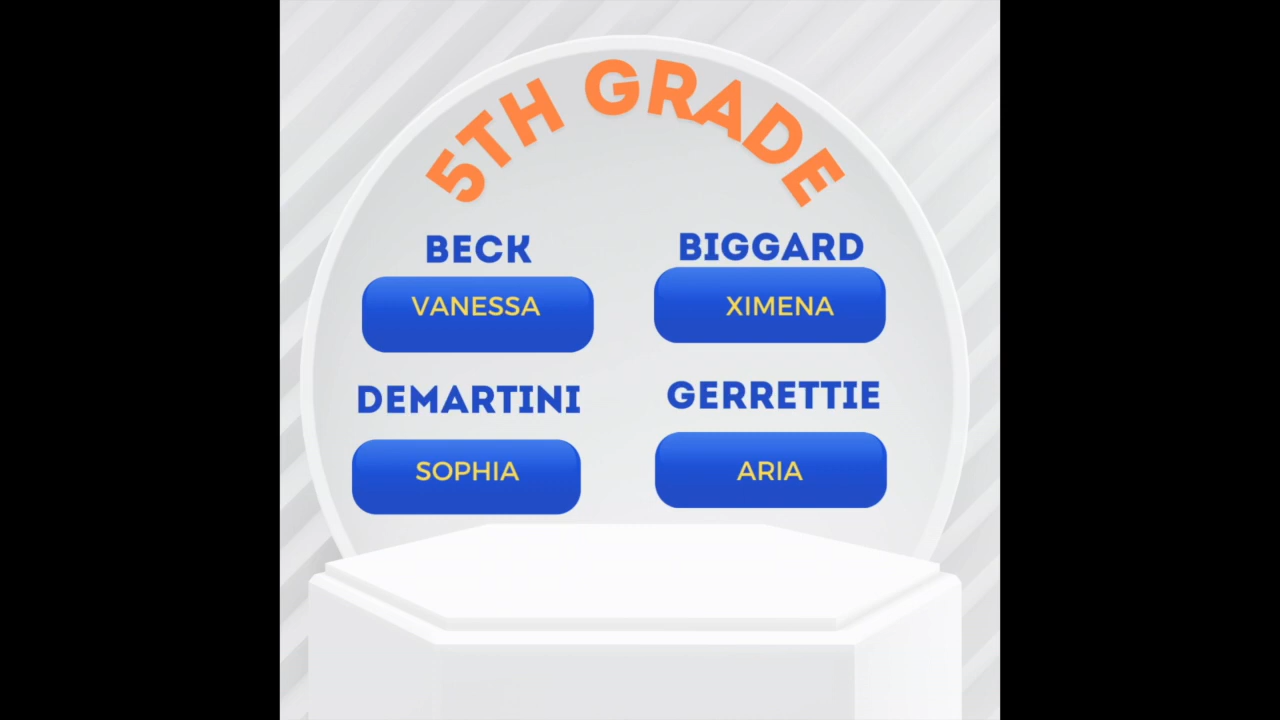 5TH GRADE
BECK
VANESSA
BIGGARD
XIMENA
DEMARTINI
SOPHIA
GERRETTIE
ARIA